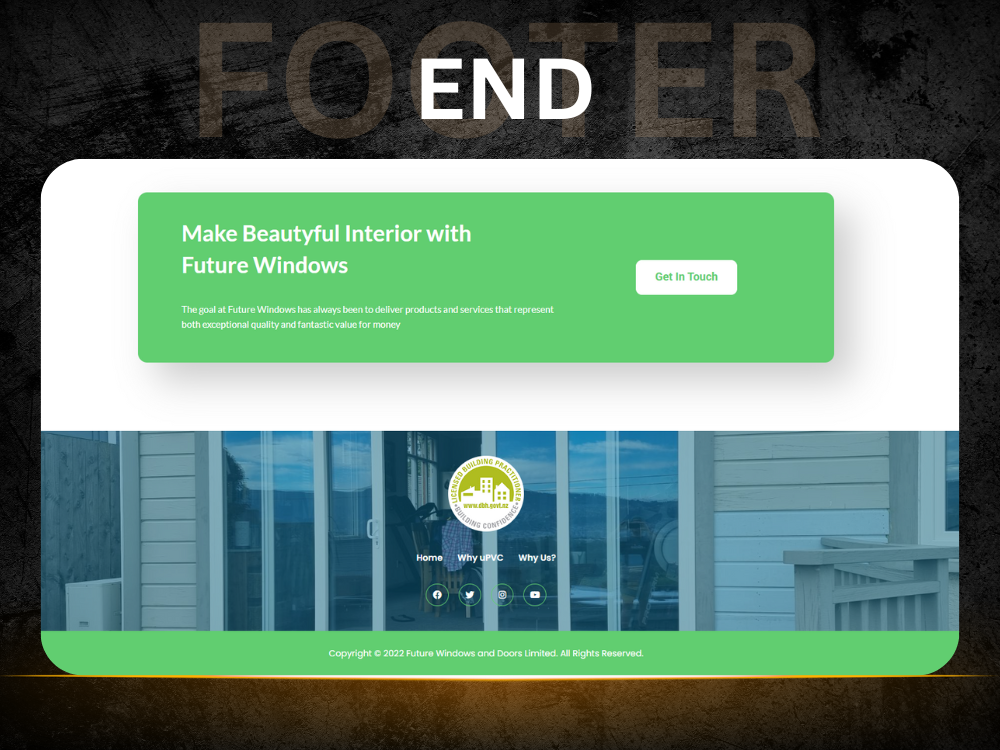 FOOTER
END
Make Beautyful Interior with
Future Windows
Get In Touch
The goal at Future Windows has always been to deliver products and services that represent
both exceptional quality and fantastic value for money
LICENSED BUILDING PRACTITIONER
www.dbh.govt.nz
BUILDING CONFIDENCE
Home Why uPVC Why Us?
Copyright © 2022 Future Windows and Doors Limited. All Rights Reserved.